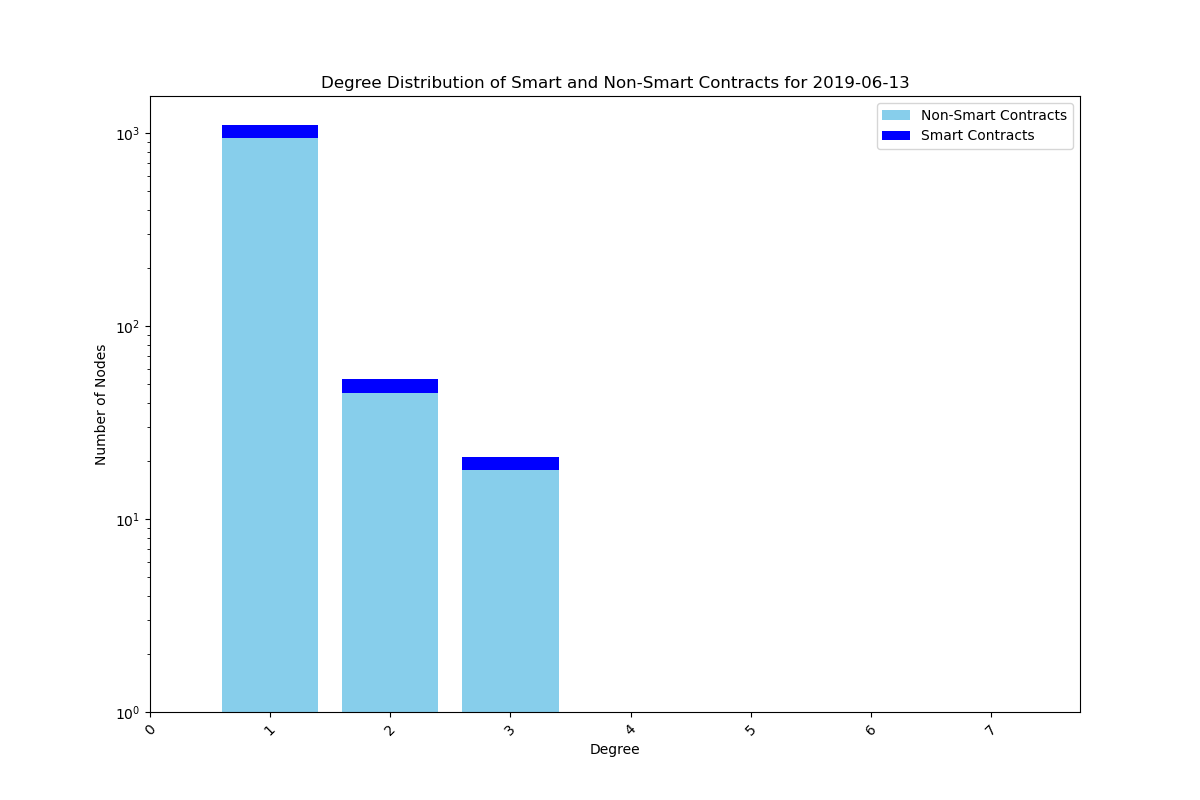 Degree Distribution of Smart and Non-Smart Contracts for 2019-06-13
Non-Smart Contracts
Smart Contracts
Number of Nodes
10³
10²
10¹
10⁰
0 1 2 3 4 5 6 7
Degree